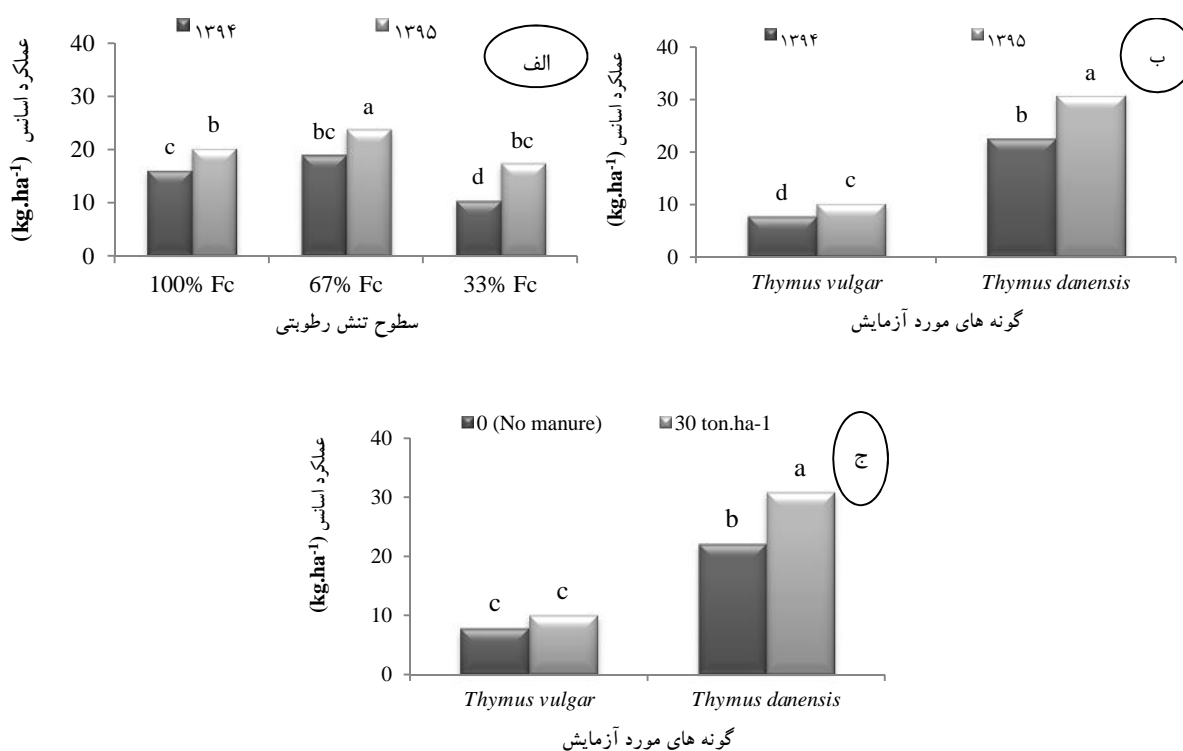 ۱۳۹۴ ۱۳۹۵
الف
عملکرد اسانس (kg.ha⁻¹)
40
30
20
10
0
c b bc a d bc
100% Fc 67% Fc 33% Fc
سطوح تنش رطوبتی
۱۳۹۴ ۱۳۹۵
ب
عملکرد اسانس (kg.ha⁻¹)
40
30
20
10
0
d c b a
Thymus vulgar Thymus danensis
گونه های مورد آزمایش
0 (No manure) 30 ton.ha-1
ج
عملکرد اسانس (kg.ha⁻¹)
40
30
20
10
0
c c b a
Thymus vulgar Thymus danensis
گونه های مورد آزمایش